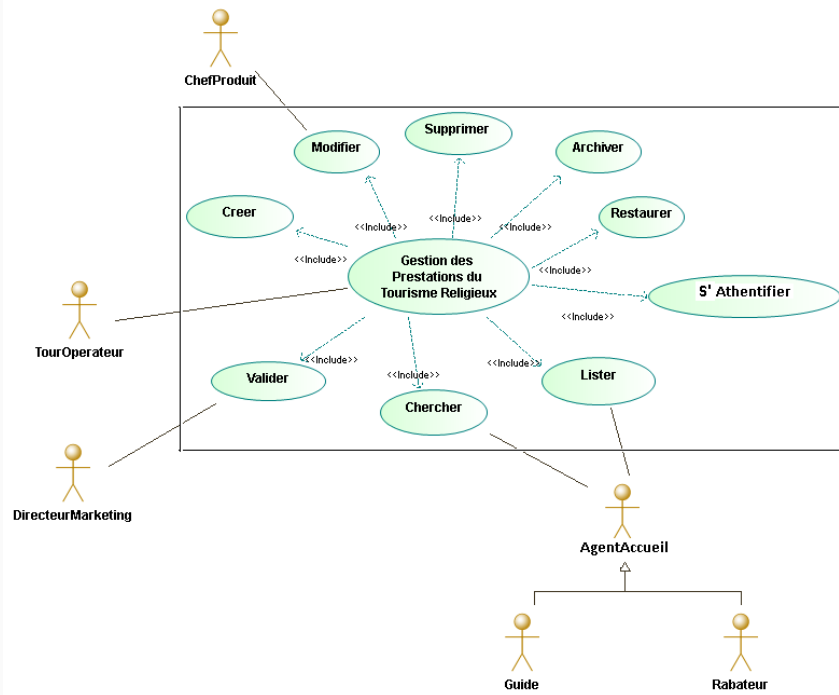 ChefProduit
Supprimer
Modifier
Archiver
Creer
Restaurer
<<Include>>
<<Include>>
<<Include>>
<<Include>>
<<Include>>
Gestion des
Prestations du
Tourisme Religieux
S' Athentifier
<<Include>>
TourOperateur
<<Include>>
<<Include>>
<<Include>>
Valider
Lister
Chercher
DirecteurMarketing
AgentAccueil
Guide
Rabateur